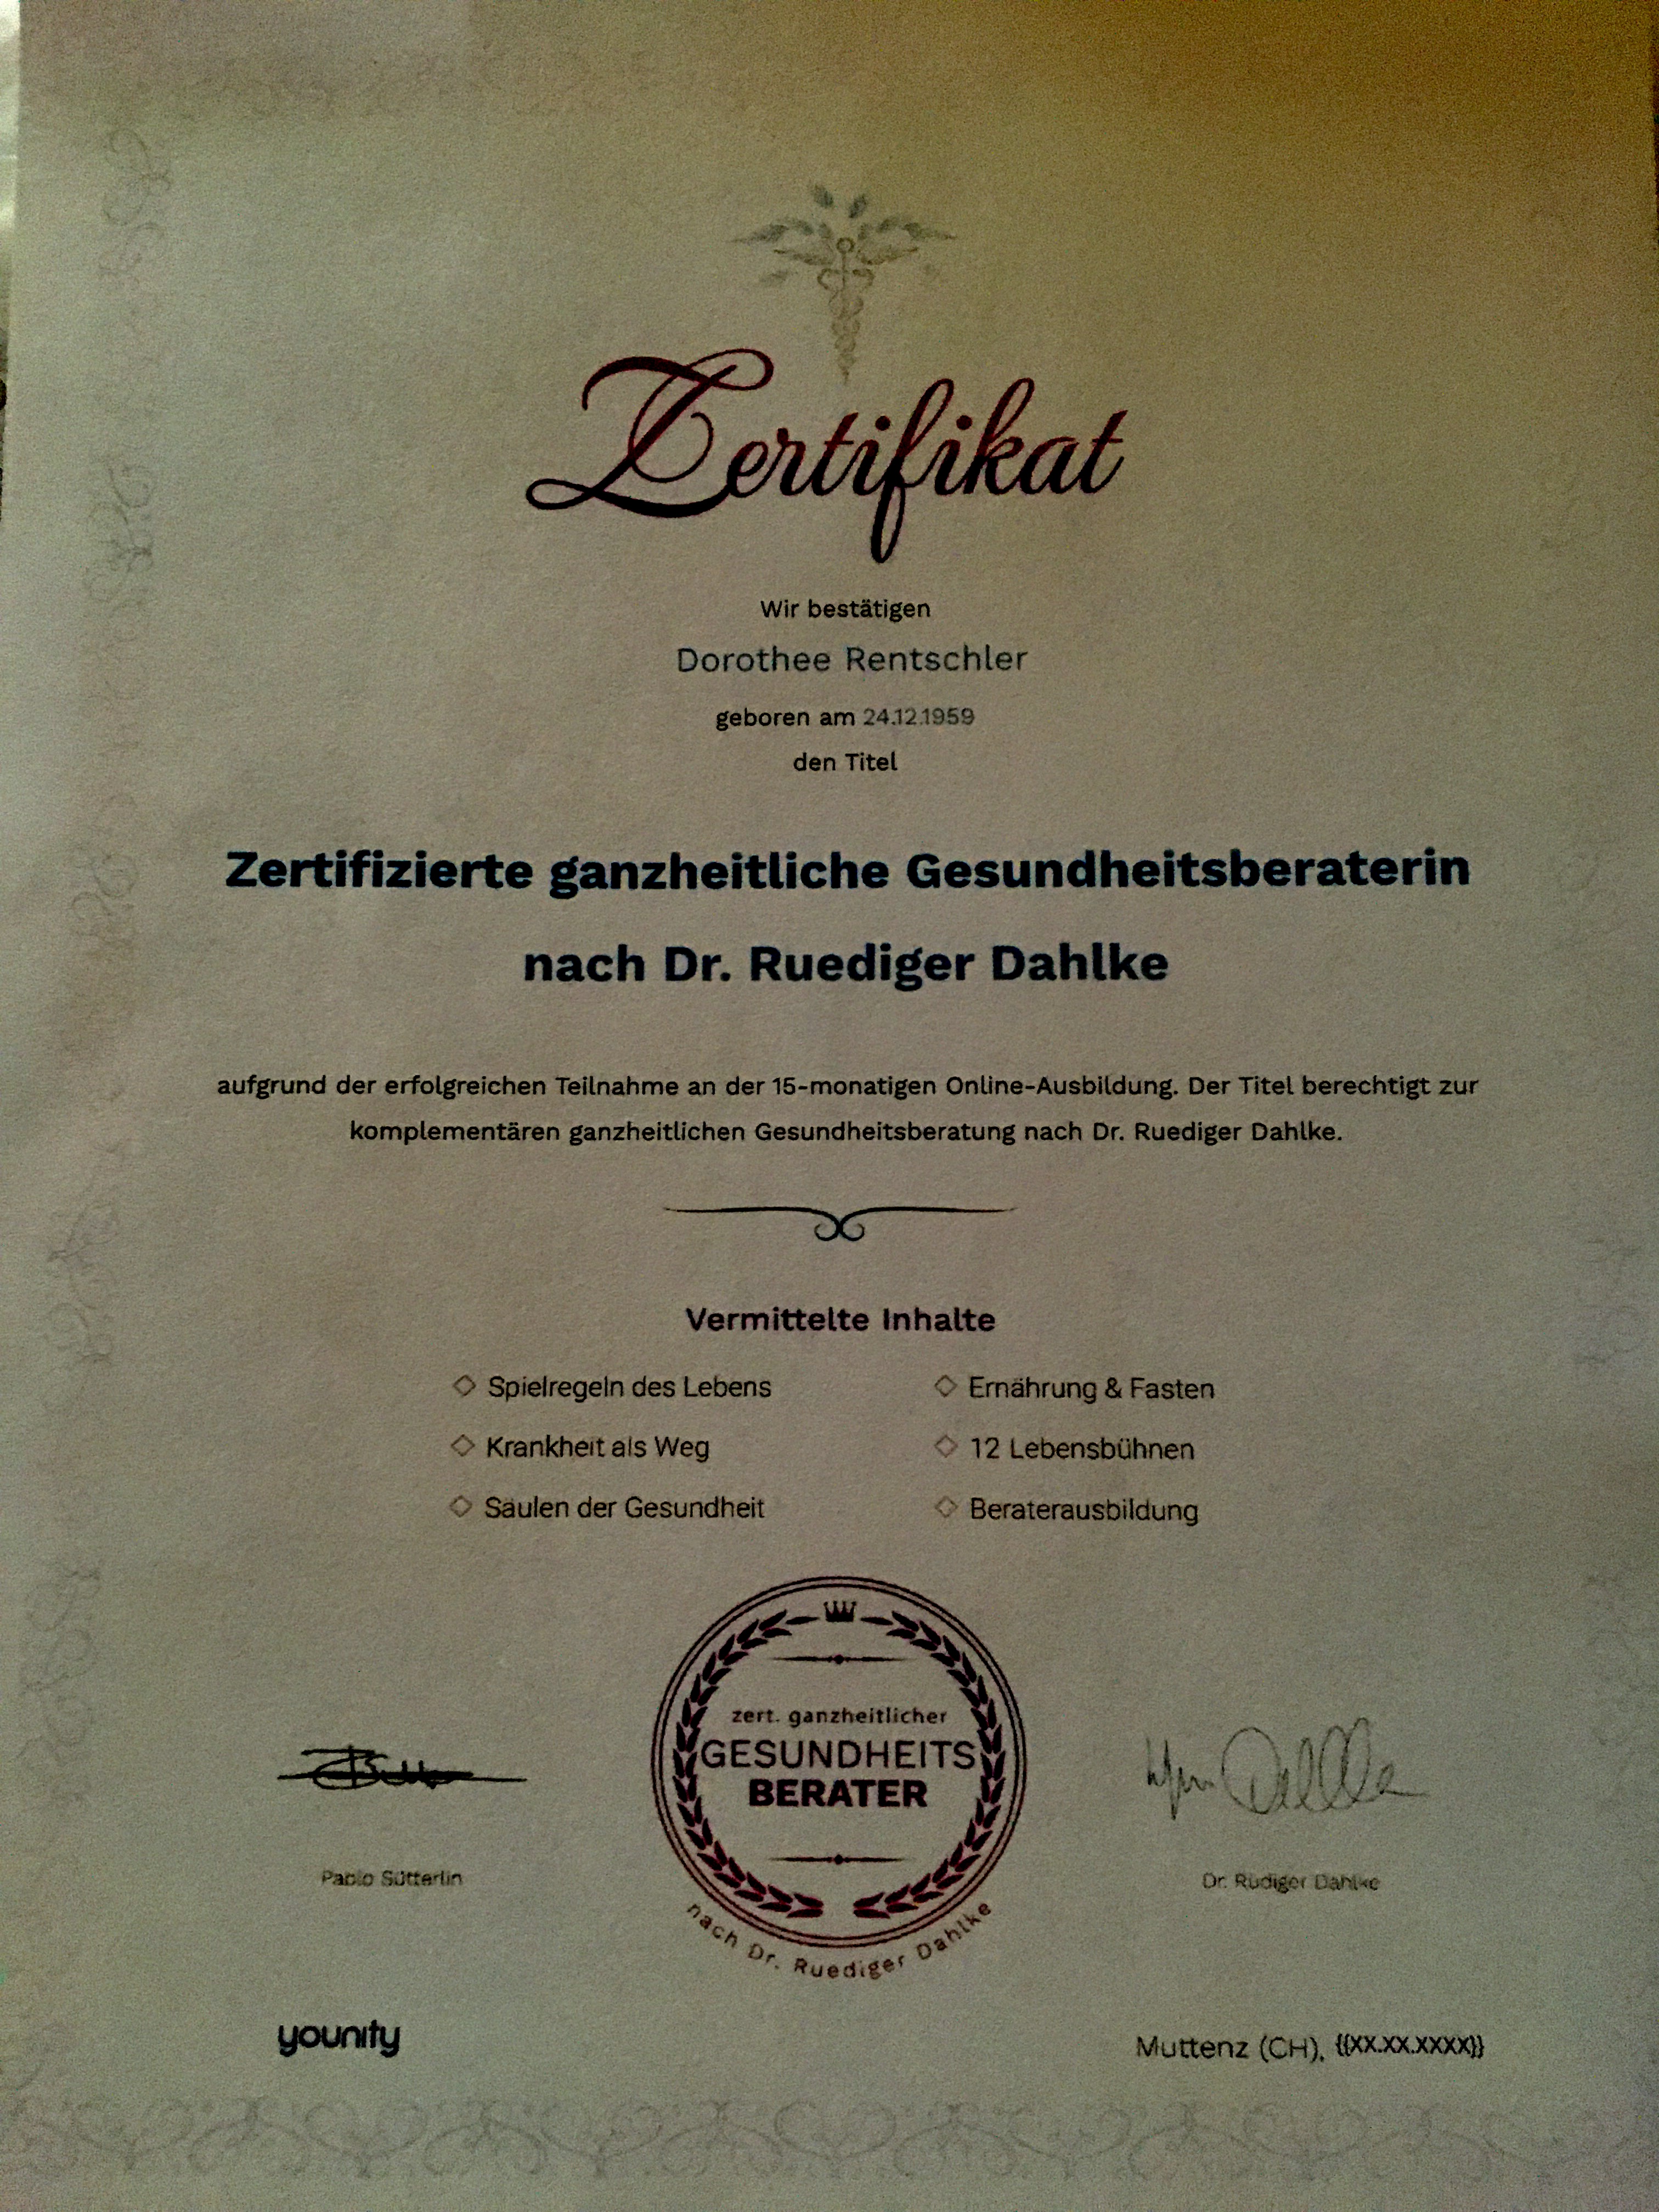 Zertifikat
Wir bestätigen
Dorothee Rentschler
geboren am 24.12.1959
den Titel
Zertifizierte ganzheitliche Gesundheitsberaterin
nach Dr. Ruediger Dahlke
aufgrund der erfolgreichen Teilnahme an der 15-monatigen Online-Ausbildung. Der Titel berechtigt zur
komplementären ganzheitlichen Gesundheitsberatung nach Dr. Ruediger Dahlke.
Vermittelte Inhalte
Spielregeln des Lebens
Krankheit als Weg
Säulen der Gesundheit
Ernährung & Fasten
12 Lebensbühnen
Beraterausbildung
zert. ganzheitlicher
GESUNDHEITS
BERATER
nach Dr. Ruediger Dahlke
Pablo Sütterlin
Dr. Rüdiger Dahlke
younity
Muttenz (CH), {{XX.XX.XXXX}}